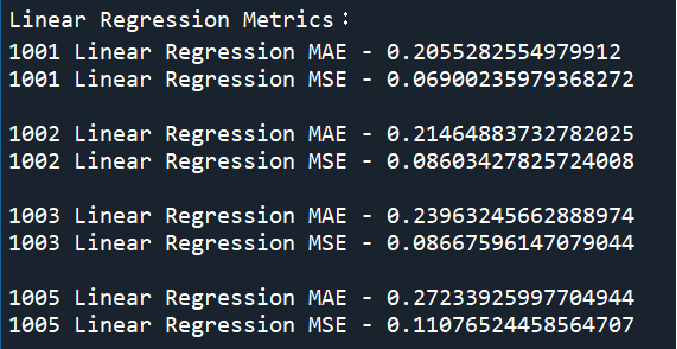 Linear Regression Metrics：
1001 Linear Regression MAE - 0.2055282554979912
1001 Linear Regression MSE - 0.06900235979368272
1002 Linear Regression MAE - 0.21464883732782025
1002 Linear Regression MSE - 0.08603427825724008
1003 Linear Regression MAE - 0.23963245662888974
1003 Linear Regression MSE - 0.08667596147079044
1005 Linear Regression MAE - 0.27233925997704944
1005 Linear Regression MSE - 0.11076524458564707